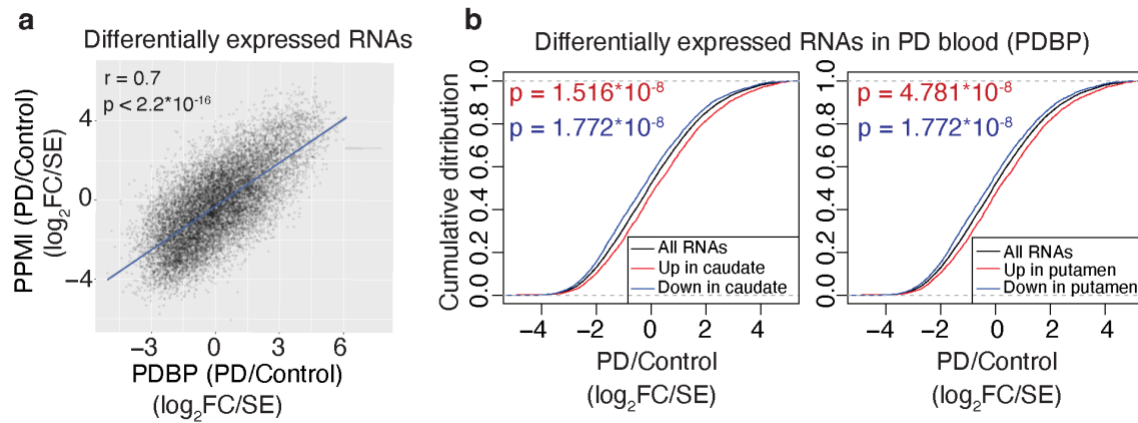 a
Differentially expressed RNAs
r = 0.7
p < 2.2*10-16
4
0
−4
PPMI (PD/Control)
(log2FC/SE)
−3 0 3 6
PDBP (PD/Control)
(log2FC/SE)
b
Differentially expressed RNAs in PD blood (PDBP)
Cumulative ditribution
1.0
0.8
0.6
0.4
0.2
0.0
p = 1.516*10-8
p = 1.772*10-8
All RNAs
Up in caudate
Down in caudate
−4 −2 0 2 4
PD/Control
(log2FC/SE)
1.0
0.8
0.6
0.4
0.2
0.0
p = 4.781*10-8
p = 1.772*10-8
All RNAs
Up in putamen
Down in putamen
−4 −2 0 2 4
PD/Control
(log2FC/SE)